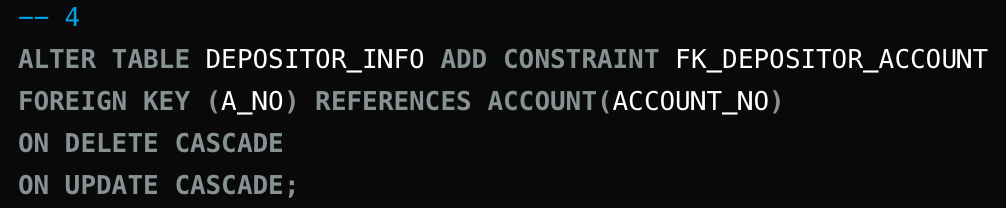 -- 4
ALTER TABLE DEPOSITOR_INFO ADD CONSTRAINT FK_DEPOSITOR_ACCOUNT
FOREIGN KEY (A_NO) REFERENCES ACCOUNT(ACCOUNT_NO)
ON DELETE CASCADE
ON UPDATE CASCADE;